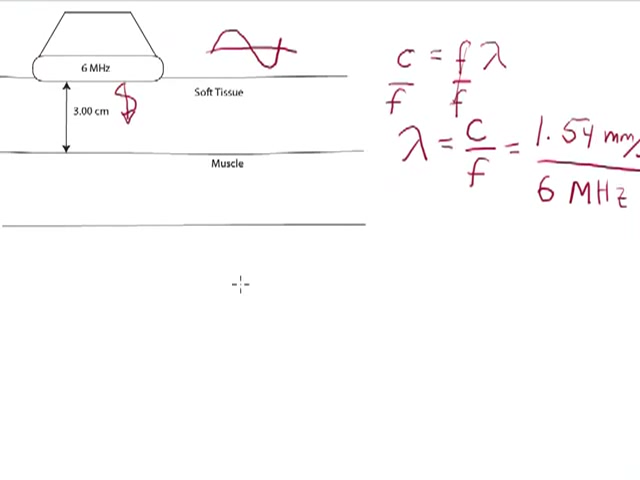 6 MHz
Soft Tissue
3.00 cm
Muscle
c = f λ
f f
λ = c = 1.54 mm/
f 6 MHz